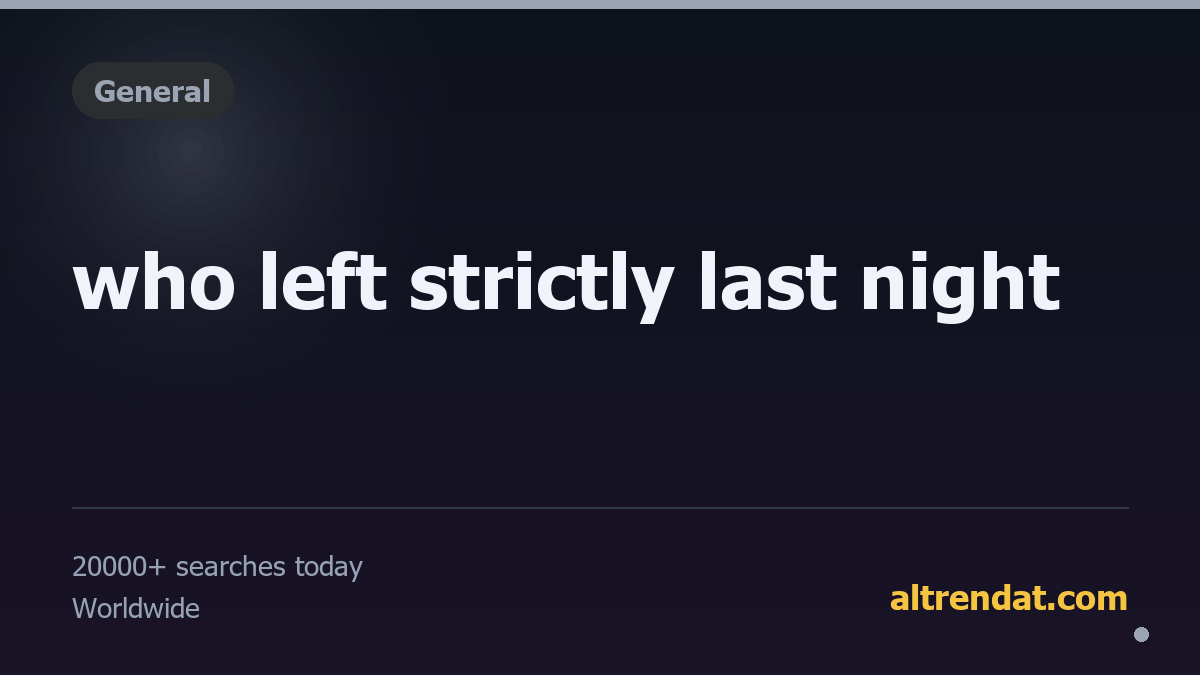 General
who left strictly last night
20000+ searches today
Worldwide
altrendat.com